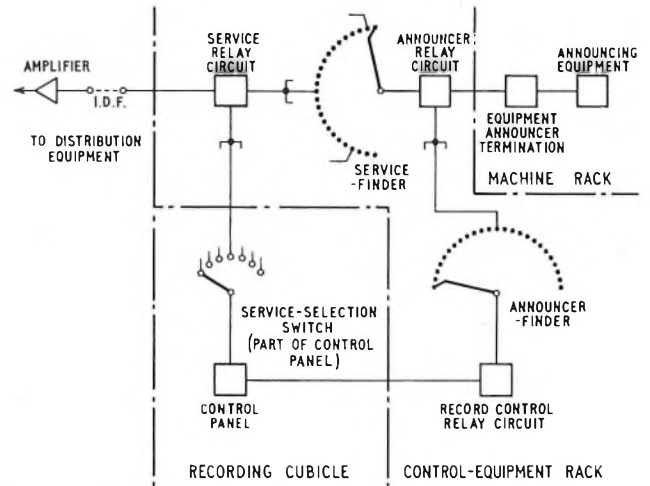 SERVICE
RELAY
CIRCUIT
ANNOUNCER
RELAY
CIRCUIT
ANNOUNCING
EQUIPMENT
AMPLIFIER
I.D.F.
TO DISTRIBUTION
EQUIPMENT
EQUIPMENT
ANNOUNCER
TERMINATION
SERVICE
-FINDER
MACHINE RACK
SERVICE-SELECTION
SWITCH
(PART OF CONTROL
PANEL)
ANNOUNCER
-FINDER
CONTROL
PANEL
RECORD CONTROL
RELAY CIRCUIT
RECORDING CUBICLE
CONTROL-EQUIPMENT RACK